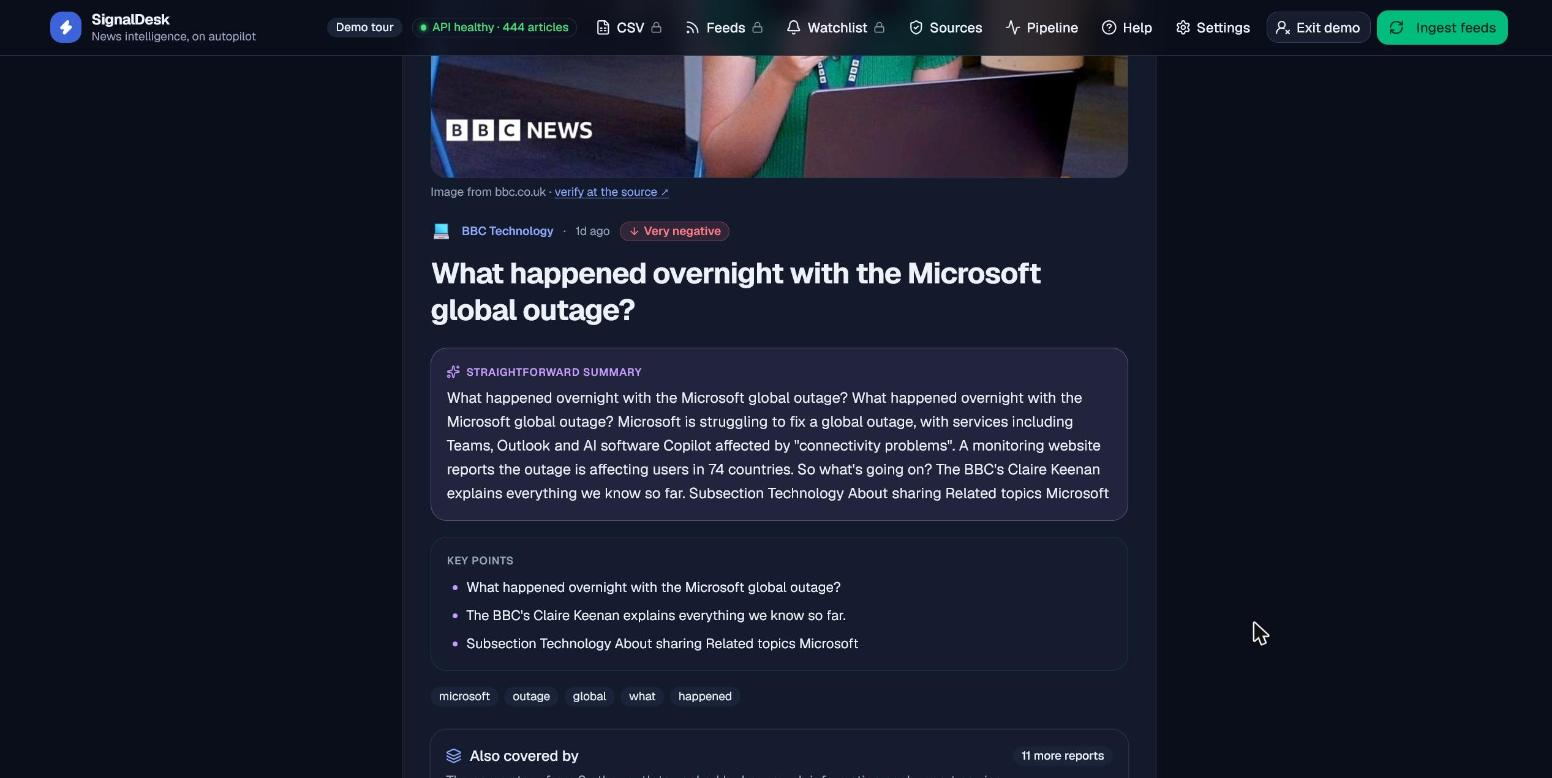 SignalDesk
News intelligence, on autopilot
Demo tour
API healthy · 444 articles
CSV
Feeds
Watchlist
Sources
Pipeline
Help
Settings
Exit demo
Ingest feeds
BBC NEWS
Image from bbc.co.uk · verify at the source ↗
BBC Technology · 1d ago ↓ Very negative
What happened overnight with the Microsoft
global outage?
STRAIGHTFORWARD SUMMARY
What happened overnight with the Microsoft global outage? What happened overnight with the
Microsoft global outage? Microsoft is struggling to fix a global outage, with services including
Teams, Outlook and AI software Copilot affected by "connectivity problems". A monitoring website
reports the outage is affecting users in 74 countries. So what's going on? The BBC's Claire Keenan
explains everything we know so far. Subsection Technology About sharing Related topics Microsoft
KEY POINTS
• What happened overnight with the Microsoft global outage?
• The BBC's Claire Keenan explains everything we know so far.
• Subsection Technology About sharing Related topics Microsoft
microsoft
outage
global
what
happened
Also covered by
11 more reports